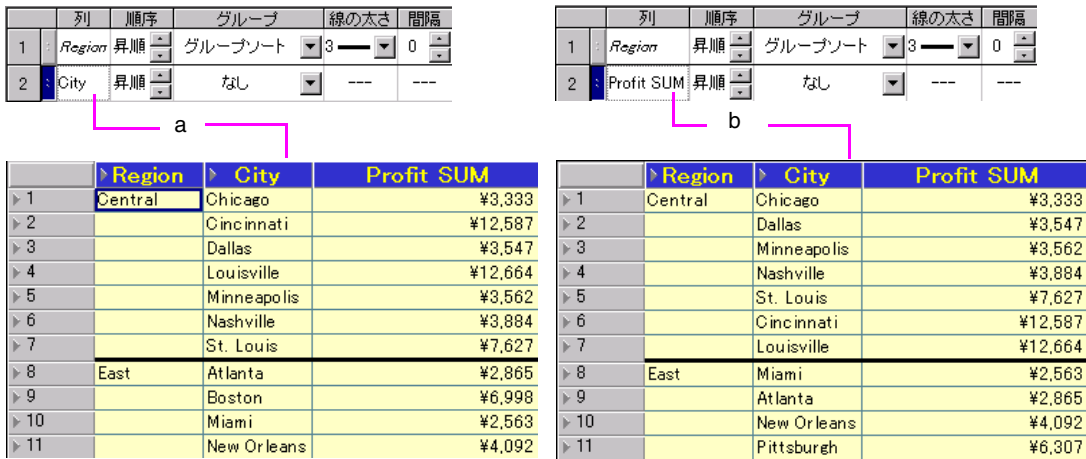 列 順序 グループ 線の太さ 間隔
1 Region 昇順 グループソート 3 0
2 City 昇順 なし --- ---
a
Region City Profit SUM
1 Central Chicago ¥3,333
2 Cincinnati ¥12,587
3 Dallas ¥3,547
4 Louisville ¥12,664
5 Minneapolis ¥3,562
6 Nashville ¥3,884
7 St. Louis ¥7,627
8 East Atlanta ¥2,865
9 Boston ¥6,998
10 Miami ¥2,563
11 New Orleans ¥4,092
列 順序 グループ 線の太さ 間隔
1 Region 昇順 グループソート 3 0
2 Profit SUM 昇順 なし --- ---
b
Region City Profit SUM
1 Central Chicago ¥3,333
2 Dallas ¥3,547
3 Minneapolis ¥3,562
4 Nashville ¥3,884
5 St. Louis ¥7,627
6 Cincinnati ¥12,587
7 Louisville ¥12,664
8 East Miami ¥2,563
9 Atlanta ¥2,865
10 New Orleans ¥4,092
11 Pittsburgh ¥6,307